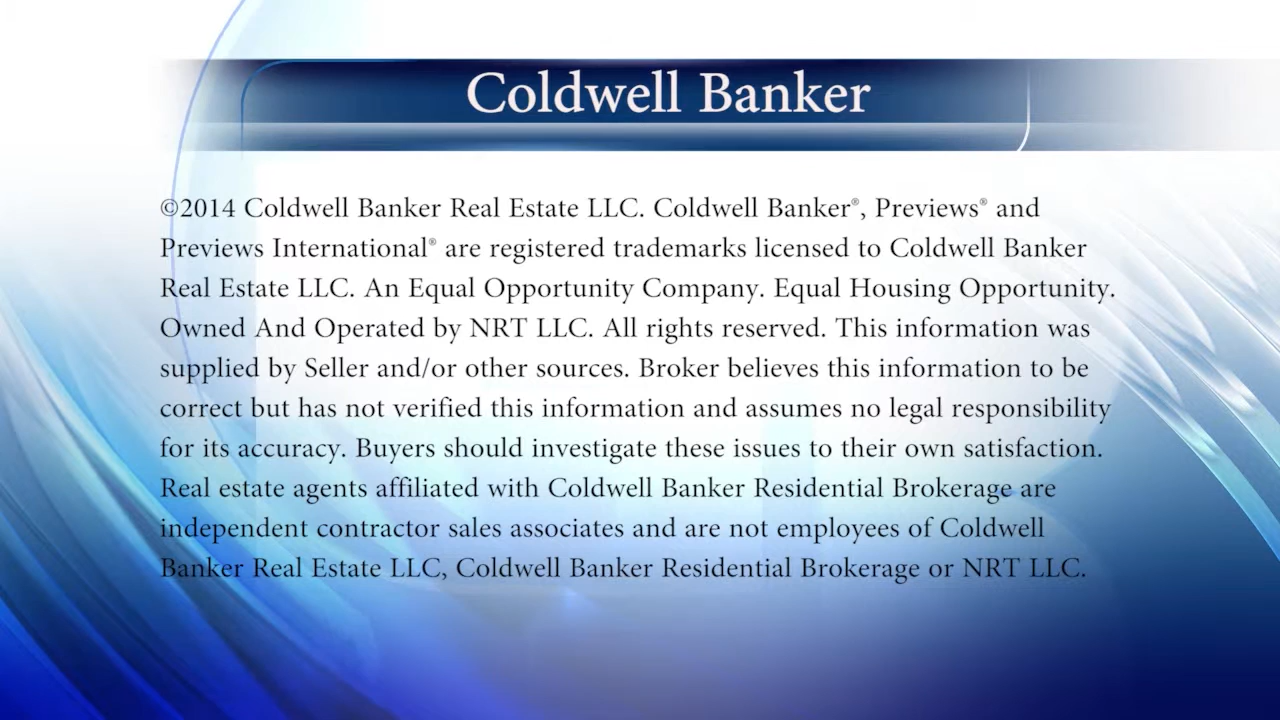 Coldwell Banker
©2014 Coldwell Banker Real Estate LLC. Coldwell Banker®, Previews® and
Previews International® are registered trademarks licensed to Coldwell Banker
Real Estate LLC. An Equal Opportunity Company. Equal Housing Opportunity.
Owned And Operated by NRT LLC. All rights reserved. This information was
supplied by Seller and/or other sources. Broker believes this information to be
correct but has not verified this information and assumes no legal responsibility
for its accuracy. Buyers should investigate these issues to their own satisfaction.
Real estate agents affiliated with Coldwell Banker Residential Brokerage are
independent contractor sales associates and are not employees of Coldwell
Banker Real Estate LLC, Coldwell Banker Residential Brokerage or NRT LLC.